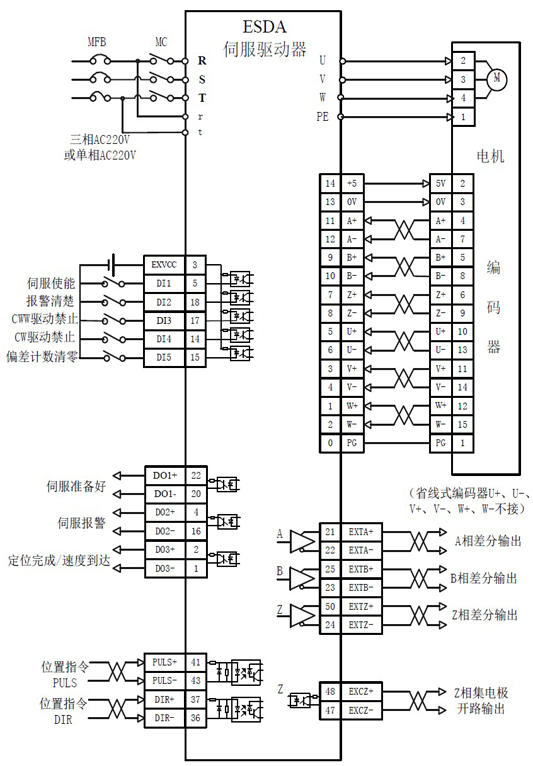 ESDA
伺服驱动器
MFB MC
R
S
T
r
t
三相AC220V
或单相AC220V
U 2
V 3 M
W 4
PE 1
电机
14 +5 5V 2
13 0V 0V 3
11 A+ A+ 4
12 A- A- 7
9 B+ B+ 5
10 B- B- 8
7 Z+ Z+ 6
8 Z- Z- 9
5 U+ U+ 10
6 U- U- 13
3 V+ V+ 11
4 V- V- 14
1 W+ W+ 12
2 W- W- 15
0 PG PG 1
编
码
器
EXVCC 3
伺服使能 DI1 5
报警清楚 DI2 18
CWW驱动禁止 DI3 17
CW驱动禁止 DI4 14
偏差计数清零 DI5 15
伺服准备好
DO1+ 22
DO1- 20
伺服报警
DO2+ 4
DO2- 16
定位完成/速度到达
DO3+ 2
DO3- 1
(省线式编码器U+、U-、
V+、V-、W+、W-不接)
A 21 EXTA+
22 EXTA-
A相差分输出
B 25 EXTB+
23 EXTB-
B相差分输出
Z 50 EXTZ+
24 EXTZ-
Z相差分输出
位置指令 PULS+ 41
PULS PULS- 43
位置指令 DIR+ 37
DIR DIR- 36
Z 48 EXCZ+
47 EXCZ-
Z相集电极
开路输出